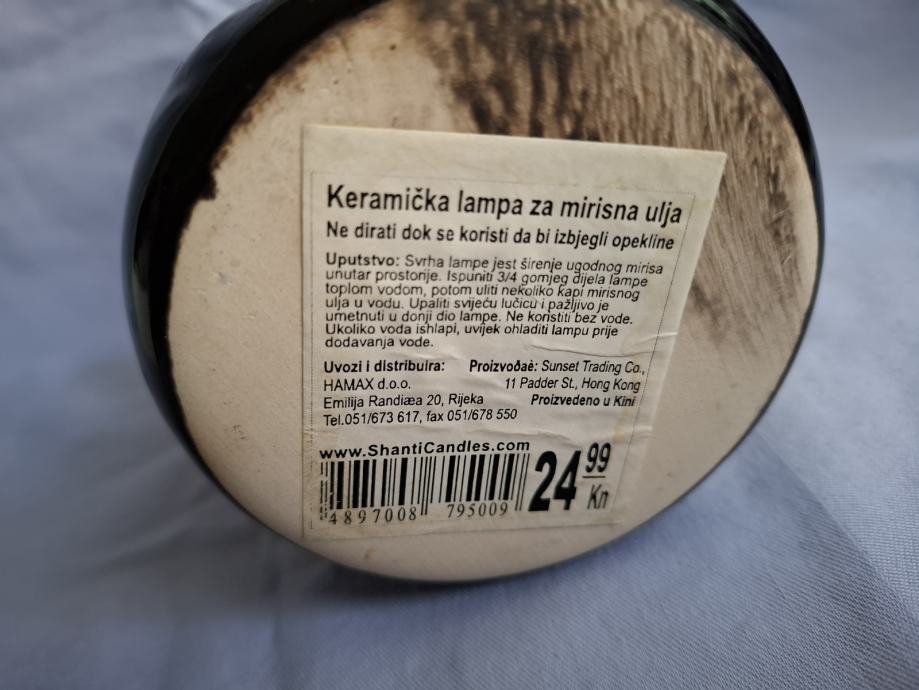 Keramička lampa za mirisna ulja
Ne dirati dok se koristi da bi izbjegli opekline
Uputstvo: Svrha lampe jest širenje ugodnog mirisa
unutar prostorije. Ispuniti 3/4 gornjeg dijela lampe
toplom vodom, potom uliti nekoliko kapi mirisnog
ulja u vodu. Upaliti svijeću lučicu i pažljivo je
umetnuti u donji dio lampe. Ne koristiti bez vode.
Ukoliko voda ishlapi, uvijek ohladiti lampu prije
dodavanja vode.
Uvozi i distribuira:
HAMAX d.o.o.
Emilija Randiæa 20, Rijeka
Tel.051/673 617, fax 051/678 550
Proizvođaè: Sunset Trading Co.,
11 Padder St., Hong Kong
Proizvedeno u Kini
www.ShantiCandles.com
4897008 795009
24 99 Kn